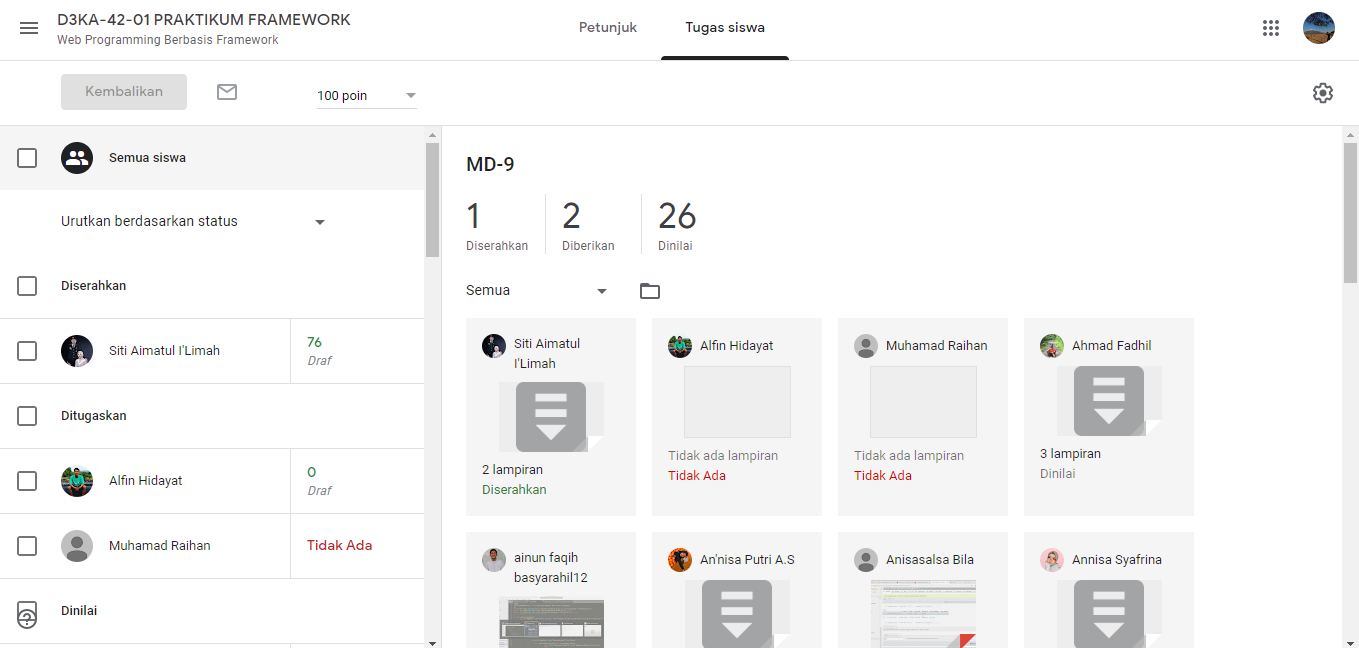 D3KA-42-01 PRAKTIKUM FRAMEWORK
Web Programming Berbasis Framework
Petunjuk
Tugas siswa
Kembalikan
100 poin
Semua siswa
Urutkan berdasarkan status
Diserahkan
Siti Aimatul I'Limah
76
Draf
Ditugaskan
Alfin Hidayat
0
Draf
Muhamad Raihan
Tidak Ada
Dinilai
MD-9
1
Diserahkan
2
Diberikan
26
Dinilai
Semua
Siti Aimatul
I'Limah
2 lampiran
Diserahkan
Alfin Hidayat
Tidak ada lampiran
Tidak Ada
Muhamad Raihan
Tidak ada lampiran
Tidak Ada
Ahmad Fadhil
3 lampiran
Dinilai
ainun faqih
basyarahil12
An'nisa Putri A.S
Anisasalsa Bila
Annisa Syafrina